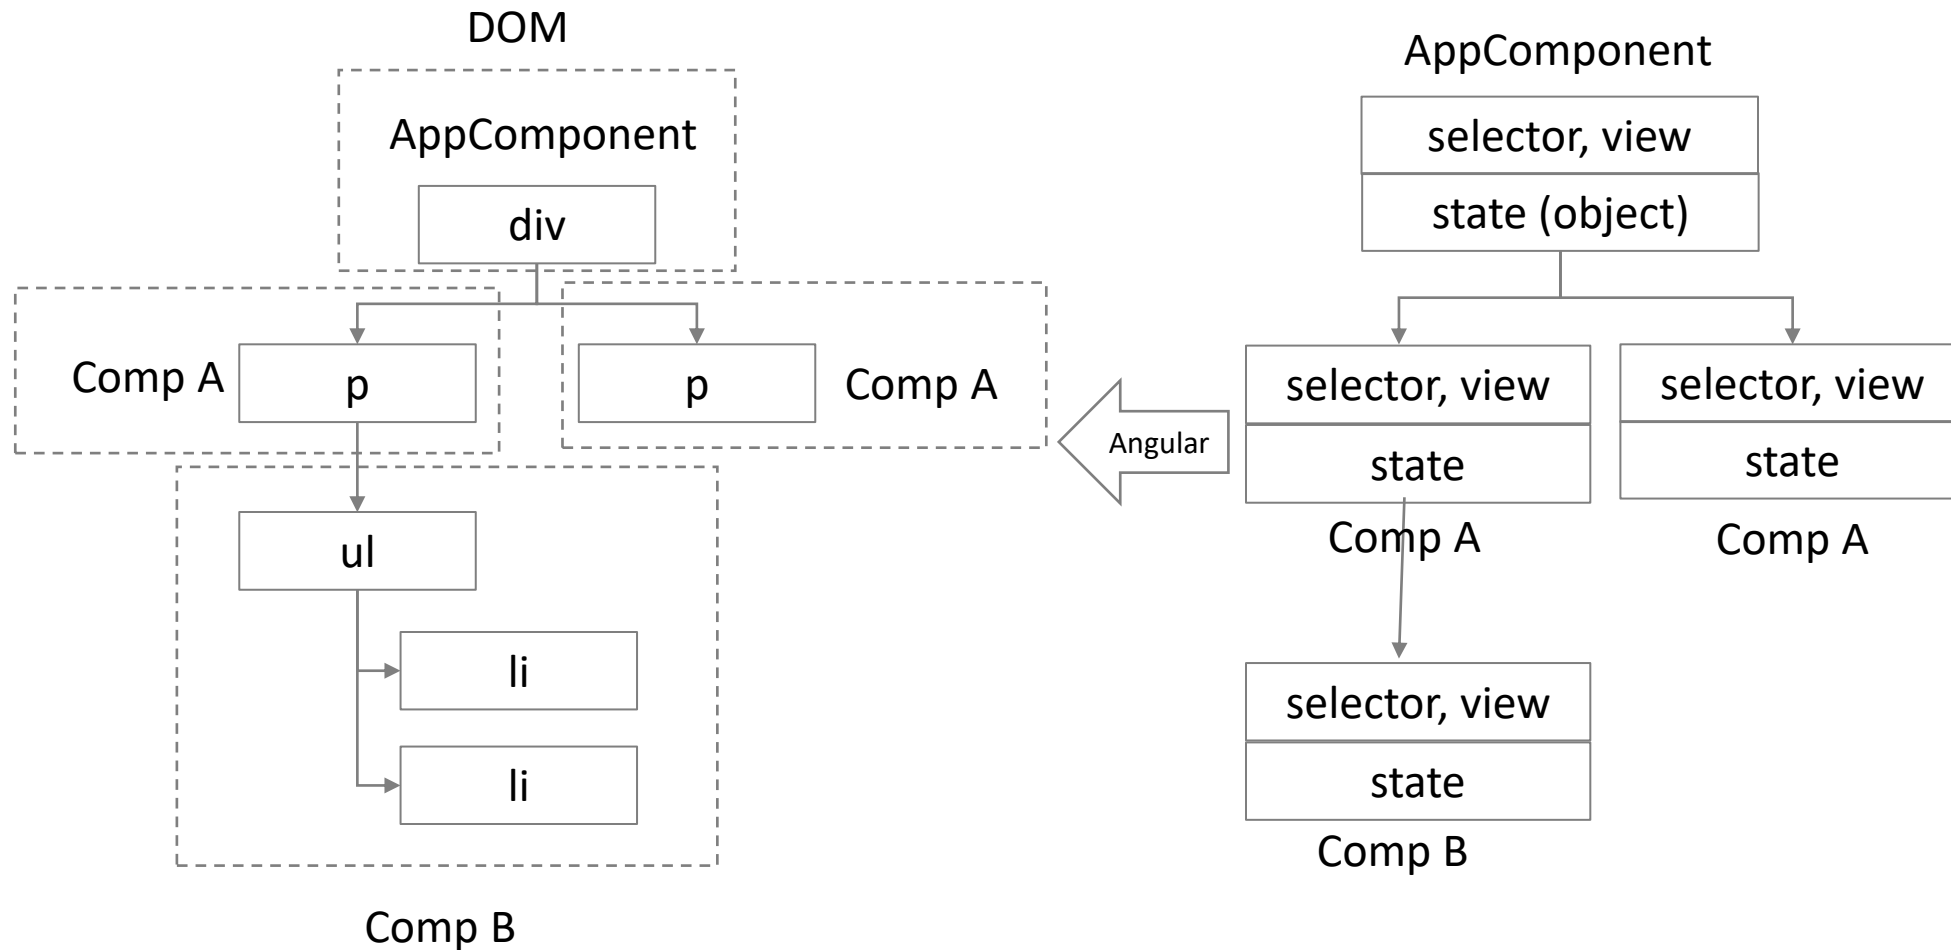 DOM
AppComponent
div
Comp A
p
p
Comp A
ul
li
li
Comp B
Angular
AppComponent
selector, view
state (object)
selector, view
state
Comp A
selector, view
state
Comp A
selector, view
state
Comp B